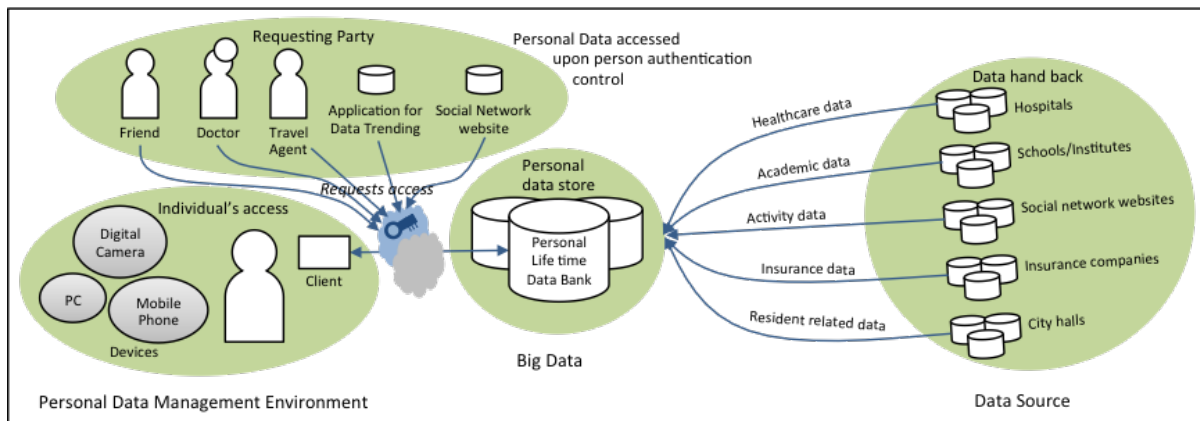 Requesting Party
Friend
Doctor
Travel
Agent
Application for
Data Trending
Social Network
website
Personal Data accessed
upon person authentication
control
Requests access
Individual's access
Digital
Camera
PC
Mobile
Phone
Devices
Client
Personal Data Management Environment
Personal
data store
Personal
Life time
Data Bank
Big Data
Healthcare data
Academic data
Activity data
Insurance data
Resident related data
Data hand back
Hospitals
Schools/Institutes
Social network websites
Insurance companies
City halls
Data Source